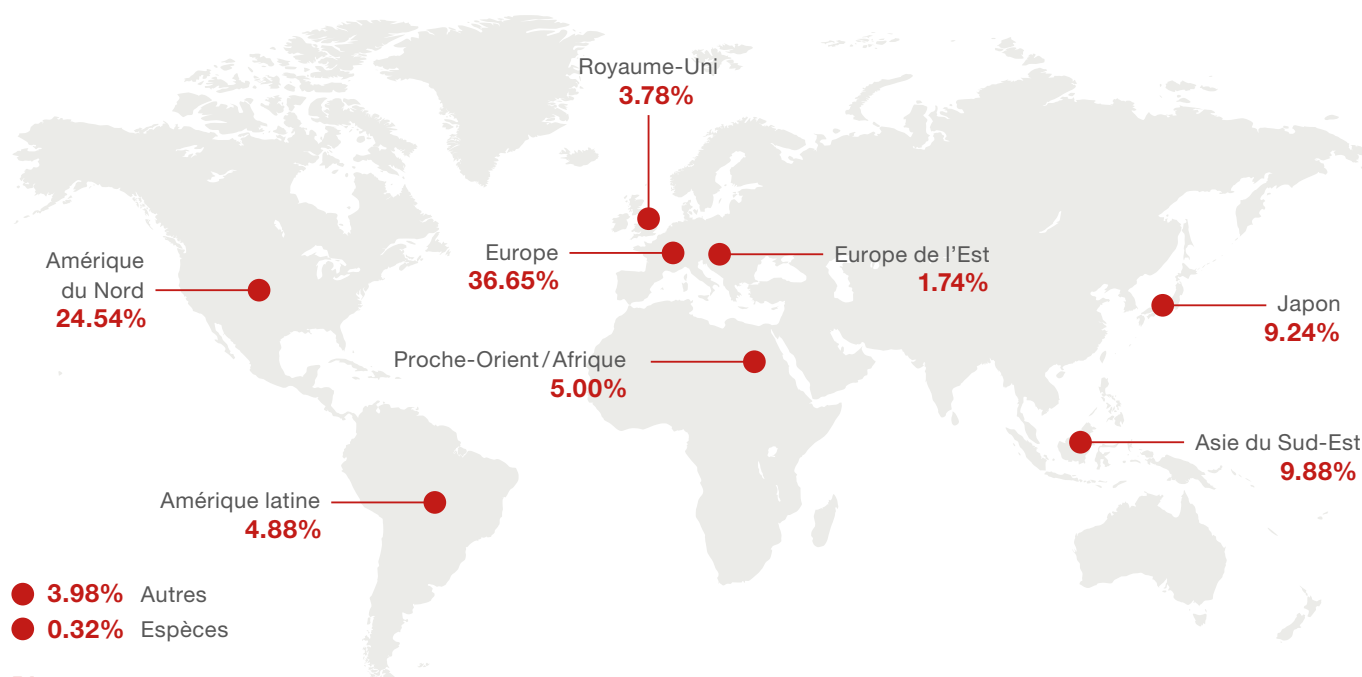 Royaume-Uni
3.78%
Europe
36.65%
Europe de l’Est
1.74%
Amérique
du Nord
24.54%
Japon
9.24%
Proche-Orient/Afrique
5.00%
Asie du Sud-Est
9.88%
Amérique latine
4.88%
3.98% Autres
0.32% Espèces